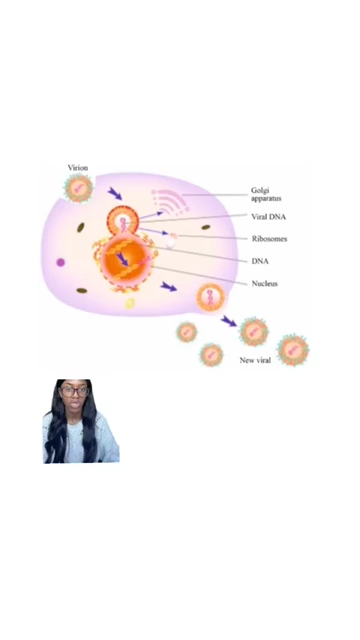 Virion
Golgi
apparatus
Viral DNA
Ribosomes
DNA
Nucleus
New viral